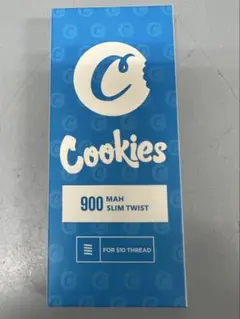 C
Cookies
900 MAH
SLIM TWIST
FOR 510 THREAD